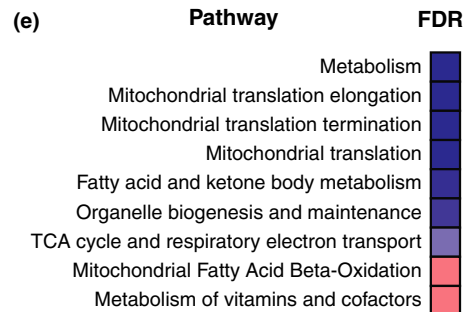 (e) Pathway FDR
Metabolism
Mitochondrial translation elongation
Mitochondrial translation termination
Mitochondrial translation
Fatty acid and ketone body metabolism
Organelle biogenesis and maintenance
TCA cycle and respiratory electron transport
Mitochondrial Fatty Acid Beta-Oxidation
Metabolism of vitamins and cofactors